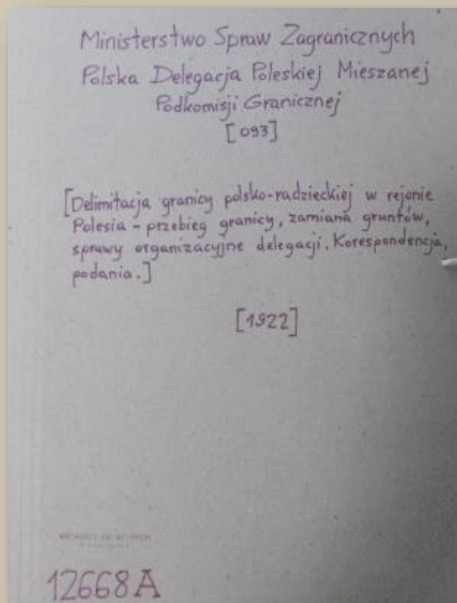 Ministerstwo Spraw Zagranicznych
Polska Delegacja Poleskiej Mieszanej
Podkomisji Granicznej
[093]
[Delimitacja granicy polsko-radzieckiej w rejonie
Polesia - przebieg granicy, zamiana gruntów,
sprawy organizacyjne delegacji. Korespondencja,
podania.]
[1922]
12668A